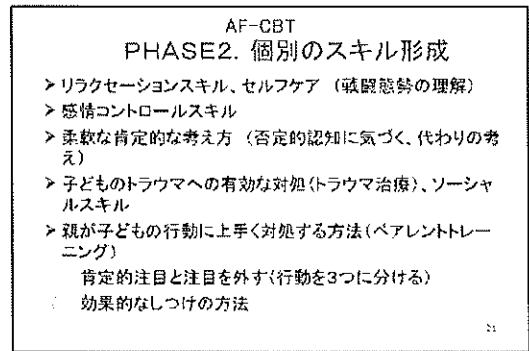 AF-CBT
PHASE2. 個別のスキル形成
➢ リラクセーションスキル、セルフケア （戦闘態勢の理解）
➢ 感情コントロールスキル
➢ 柔軟な肯定的な考え方 （否定的認知に気づく、代わりの考
え）
➢ 子どものトラウマへの有効な対処（トラウマ治療）、ソーシャ
ルスキル
➢ 親が子どもの行動に上手く対処する方法（ペアレントトレー
ニング）
肯定的注目と注目を外す（行動を3つに分ける）
効果的なしつけの方法